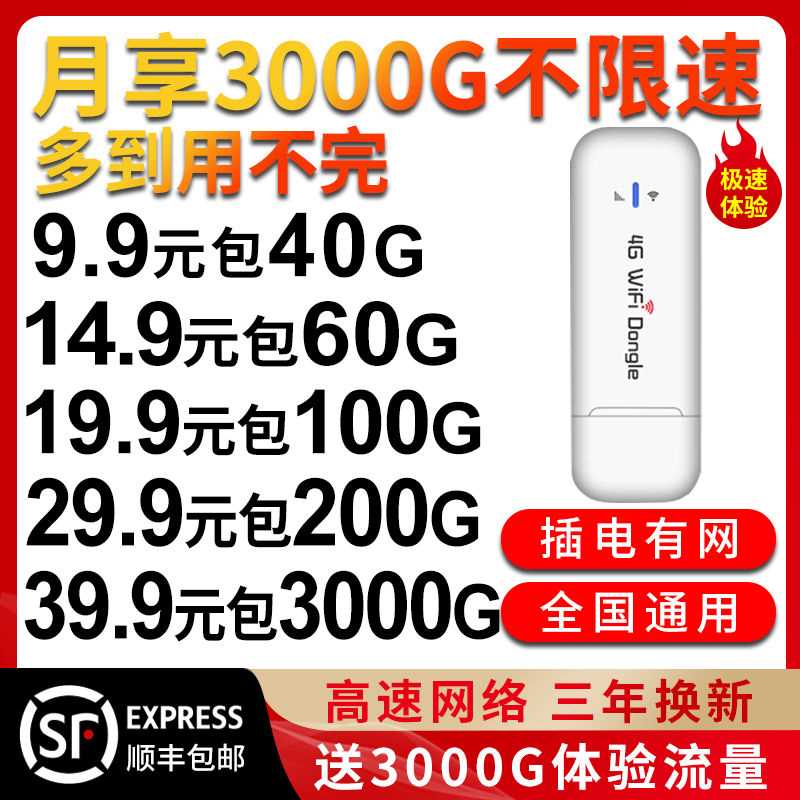 月享3000G不限速
多到用不完
极速
体验
9.9元包40G
14.9元包60G
19.9元包100G
29.9元包200G
39.9元包3000G
4G WiFi Dongle
插电有网
全国通用
SF EXPRESS
顺丰包邮
高速网络 三年换新
送3000G体验流量